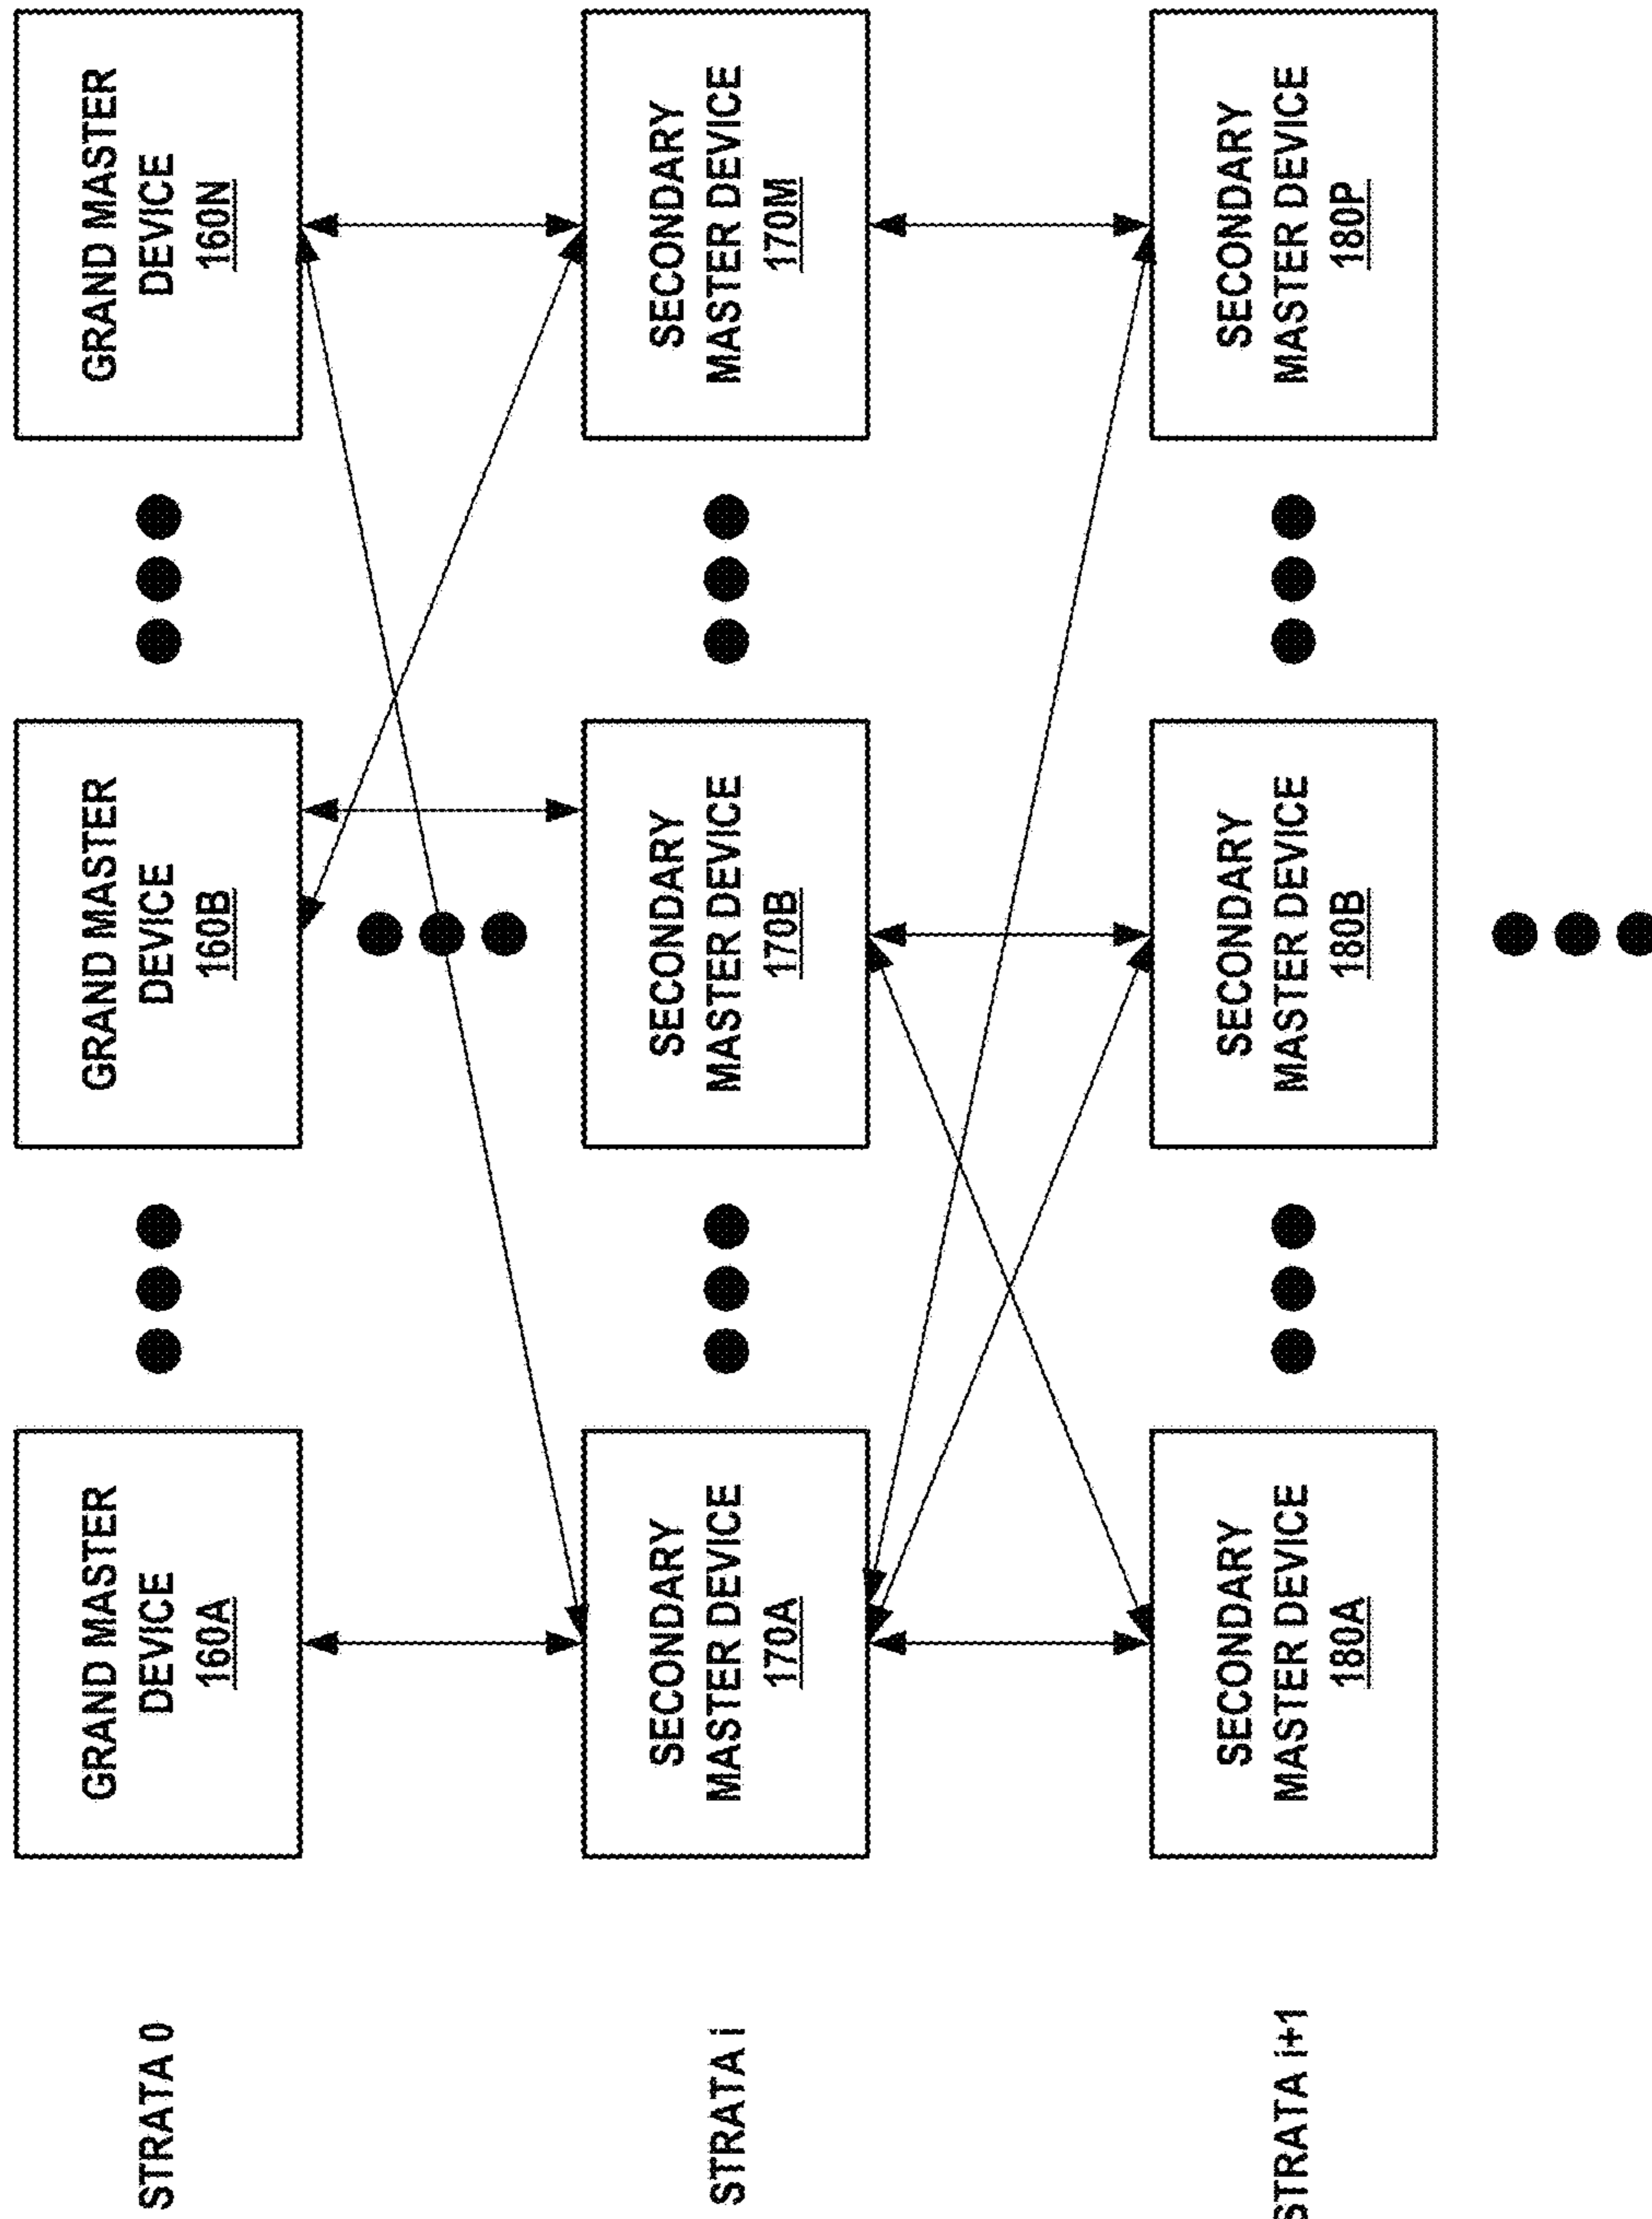 STRATA 0
GRAND MASTER
DEVICE
160A
GRAND MASTER
DEVICE
160B
GRAND MASTER
DEVICE
160N
STRATA i
SECONDARY
MASTER DEVICE
170A
SECONDARY
MASTER DEVICE
170B
SECONDARY
MASTER DEVICE
170M
STRATA i+1
SECONDARY
MASTER DEVICE
180A
SECONDARY
MASTER DEVICE
180B
SECONDARY
MASTER DEVICE
180P